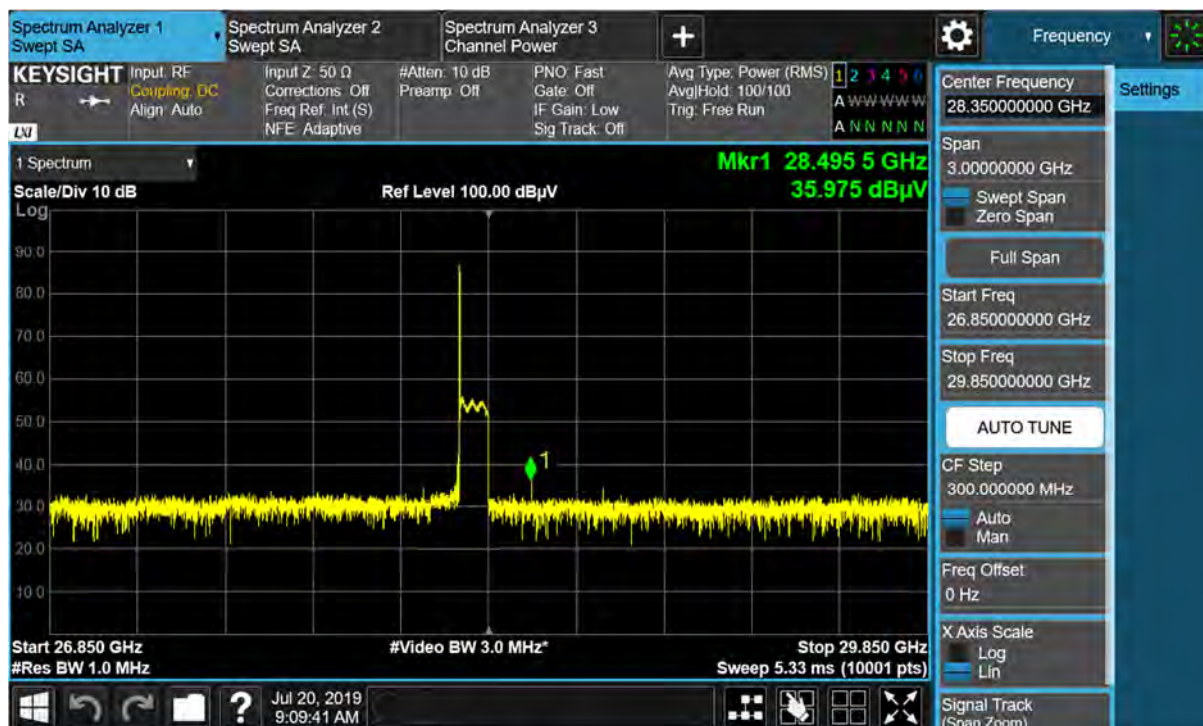 Spectrum Analyzer 1
Swept SA
Spectrum Analyzer 2
Swept SA
Spectrum Analyzer 3
Channel Power
+
Frequency
KEYSIGHT
R
LXI
Input: RF
Coupling: DC
Align: Auto
Input Z: 50 Ω
Corrections: Off
Freq Ref: Int (S)
NFE: Adaptive
#Atten: 10 dB
Preamp: Off
PNO: Fast
Gate: Off
IF Gain: Low
Sig Track: Off
Avg Type: Power (RMS)
Avg|Hold: 100/100
Trig: Free Run
1 2 3 4 5 6
A W W W W W
A N N N N N
1 Spectrum
Scale/Div 10 dB
Log
Ref Level 100.00 dBµV
Mkr1 28.495 5 GHz
35.975 dBµV
90.0
80.0
70.0
60.0
50.0
40.0
30.0
20.0
10.0
1
Start 26.850 GHz
#Res BW 1.0 MHz
#Video BW 3.0 MHz*
Stop 29.850 GHz
Sweep 5.33 ms (10001 pts)
?
Jul 20, 2019
9:09:41 AM
Center Frequency
28.350000000 GHz
Span
3.00000000 GHz
Swept Span
Zero Span
Full Span
Start Freq
26.850000000 GHz
Stop Freq
29.850000000 GHz
AUTO TUNE
CF Step
300.000000 MHz
Auto
Man
Freq Offset
0 Hz
X Axis Scale
Log
Lin
Signal Track
(Span Zoom)
Settings